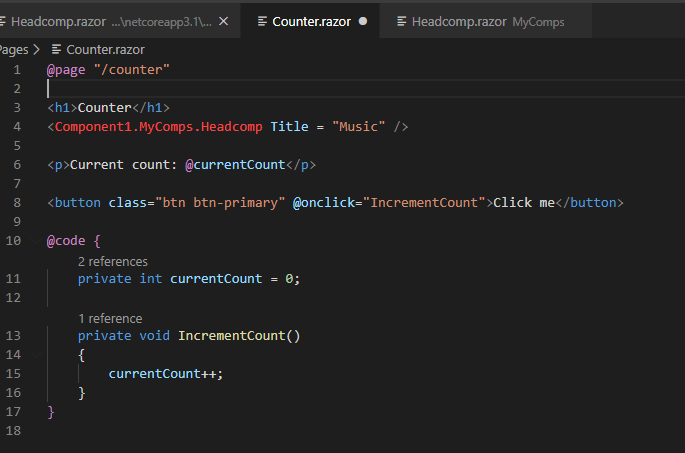 Headcomp.razor ...\netcoreapp3.1\...
Counter.razor
Headcomp.razor MyComps
Pages > Counter.razor
1 @page "/counter"
2
3 <h1>Counter</h1>
4 <Component1.MyComps.Headcomp Title = "Music" />
5
6 <p>Current count: @currentCount</p>
7
8 <button class="btn btn-primary" @onclick="IncrementCount">Click me</button>
9
10 @code {
2 references
11 private int currentCount = 0;
12
1 reference
13 private void IncrementCount()
14 {
15 currentCount++;
16 }
17 }
18